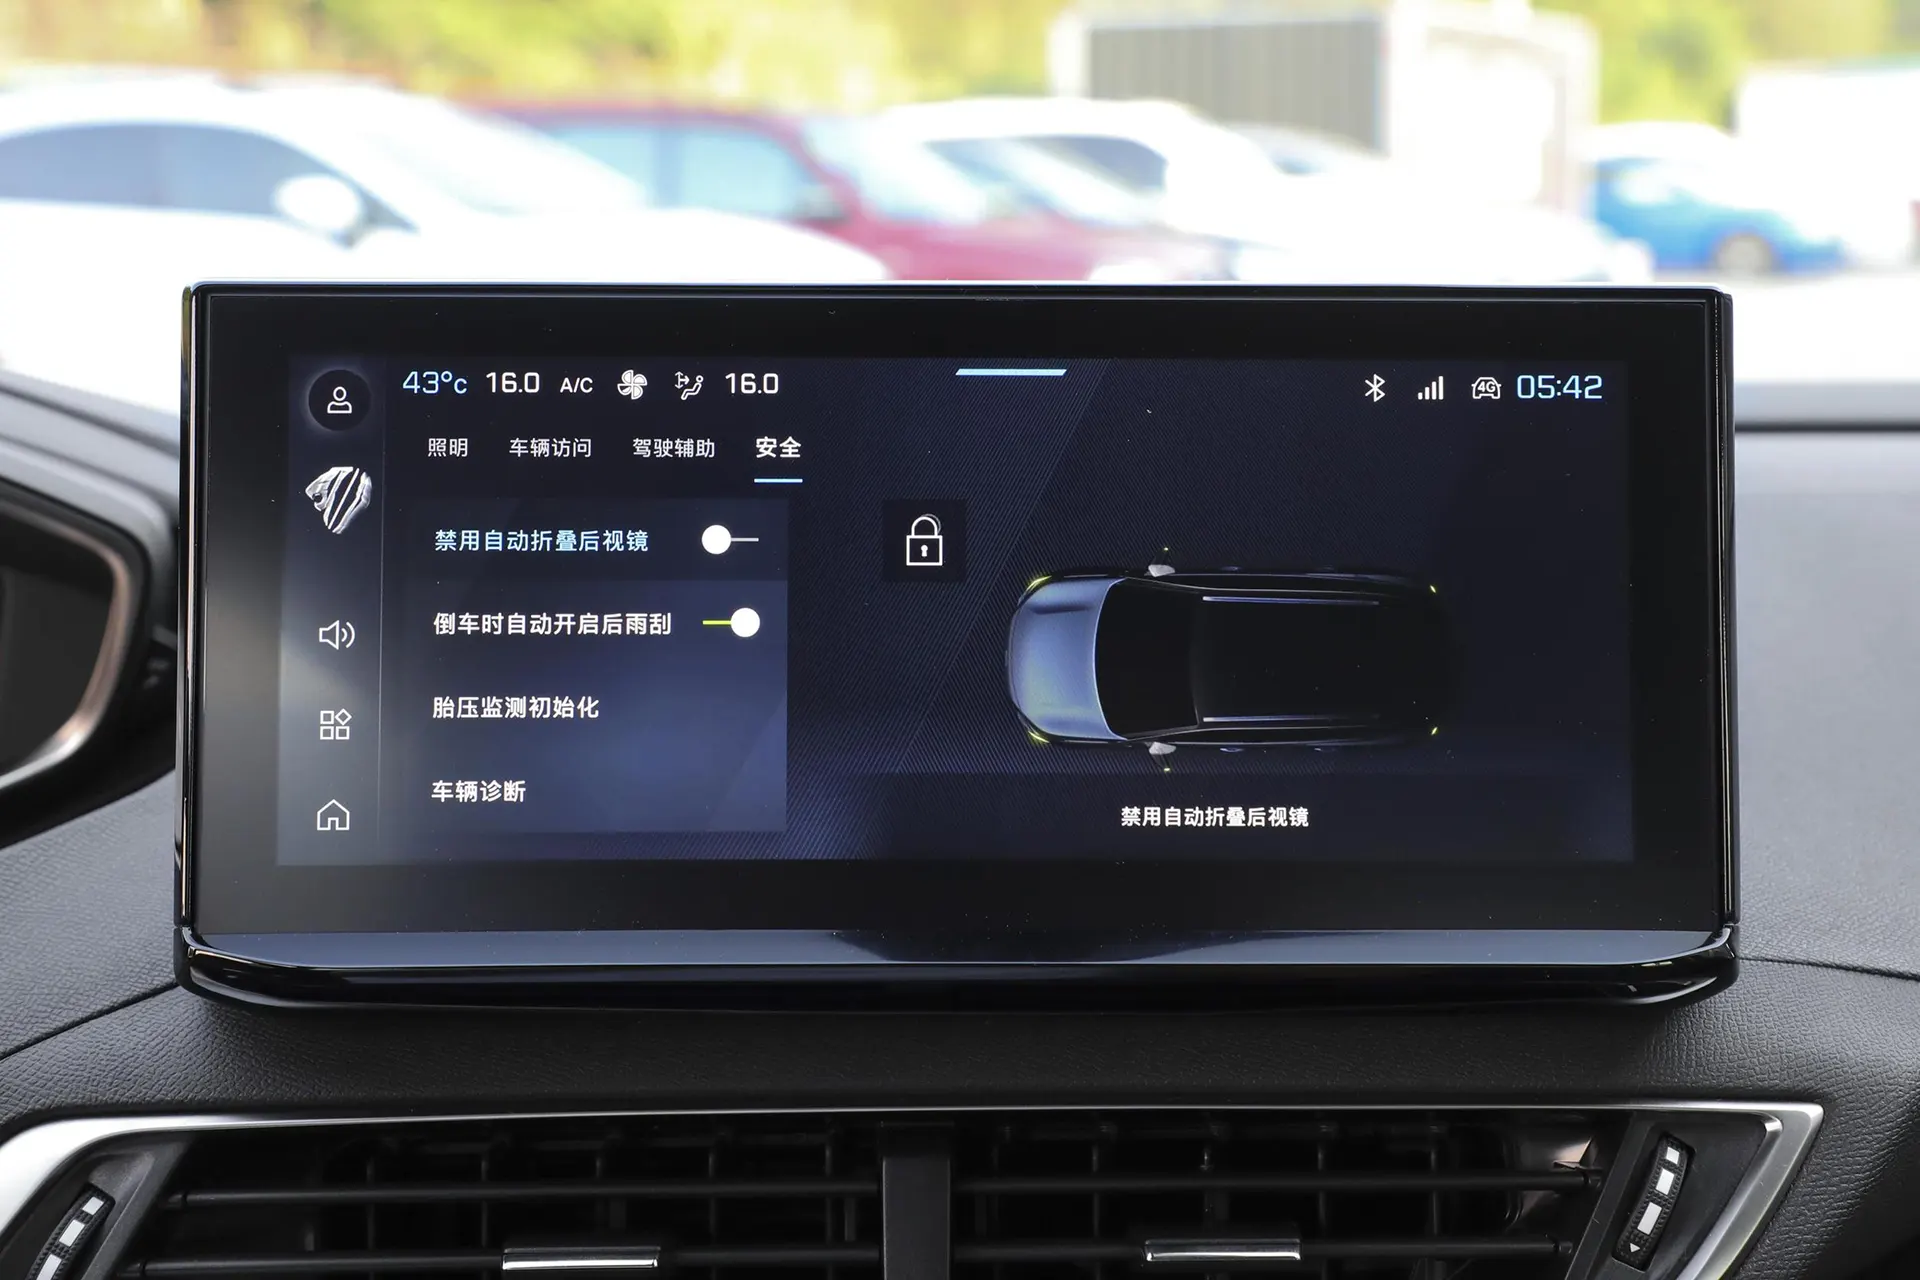 43°c 16.0 A/C 16.0 4G 05:42
照明 车辆访问 驾驶辅助 安全
禁用自动折叠后视镜
倒车时自动开启后雨刮
胎压监测初始化
车辆诊断
禁用自动折叠后视镜